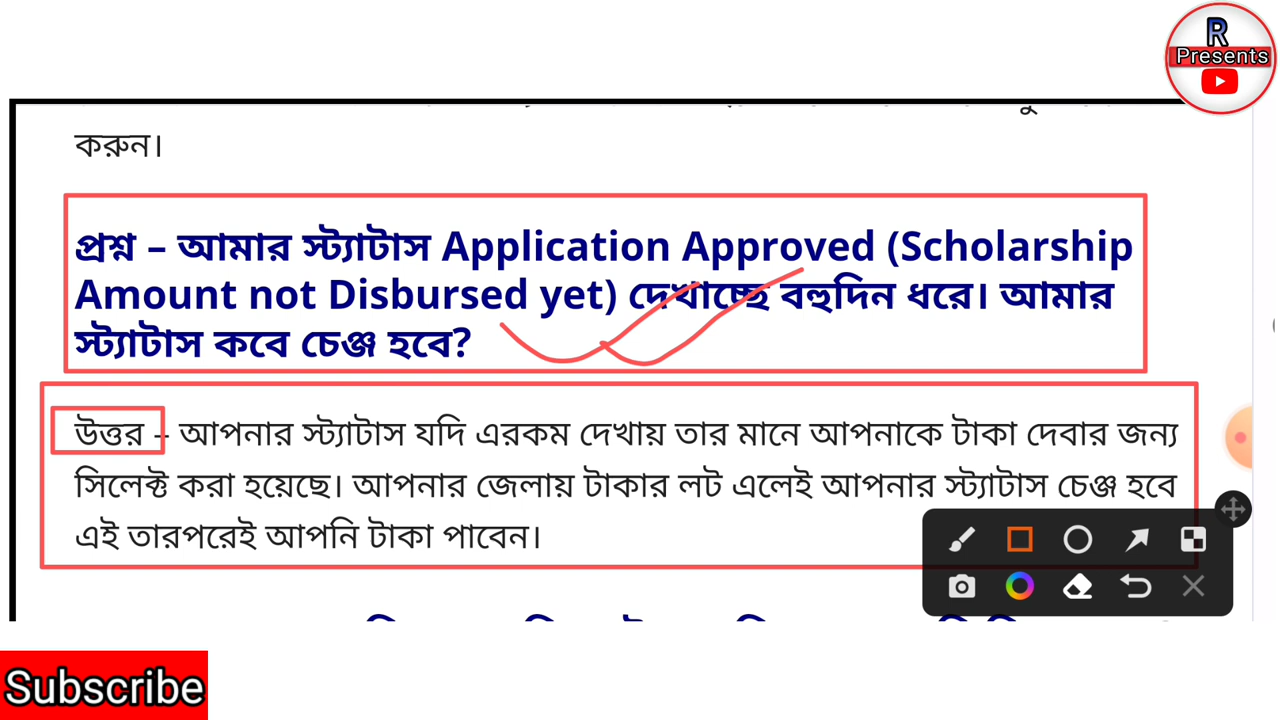 R
Presents
করুন।
প্রশ্ন – আমার স্ট্যাটাস Application Approved (Scholarship
Amount not Disbursed yet) দেখাচ্ছে বহুদিন ধরে। আমার
স্ট্যাটাস কবে চেঞ্জ হবে?
উত্তর – আপনার স্ট্যাটাস যদি এরকম দেখায় তার মানে আপনাকে টাকা দেবার জন্য
সিলেক্ট করা হয়েছে। আপনার জেলায় টাকার লট এলেই আপনার স্ট্যাটাস চেঞ্জ হবে
এই তারপরেই আপনি টাকা পাবেন।
Subscribe